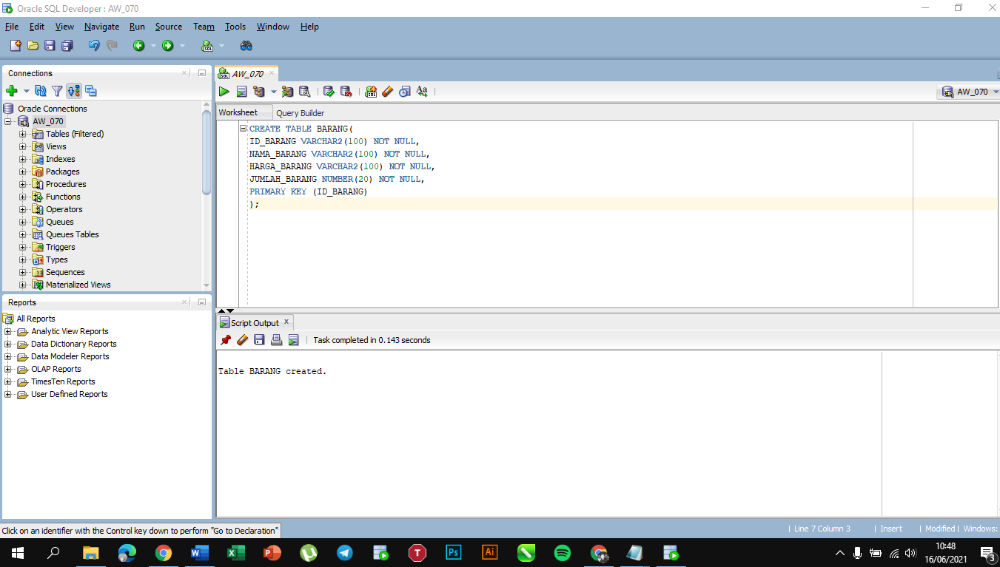 Oracle SQL Developer : AW_070
File Edit View Navigate Run Source Team Tools Window Help
Connections
Oracle Connections
AW_070
Tables (Filtered)
Views
Indexes
Packages
Procedures
Functions
Operators
Queues
Queues Tables
Triggers
Types
Sequences
Materialized Views
Reports
All Reports
Analytic View Reports
Data Dictionary Reports
Data Modeler Reports
OLAP Reports
TimesTen Reports
User Defined Reports
AW_070
AW_070
Worksheet Query Builder
CREATE TABLE BARANG(
ID_BARANG VARCHAR2(100) NOT NULL,
NAMA_BARANG VARCHAR2(100) NOT NULL,
HARGA_BARANG VARCHAR2(100) NOT NULL,
JUMLAH_BARANG NUMBER(20) NOT NULL,
PRIMARY KEY (ID_BARANG)
);
Script Output
Task completed in 0.143 seconds
Table BARANG created.
Click on an identifier with the Control key down to perform "Go to Declaration"
Line 7 Column 3 | Insert | Modified | Windows:
10:48
16/06/2021
3